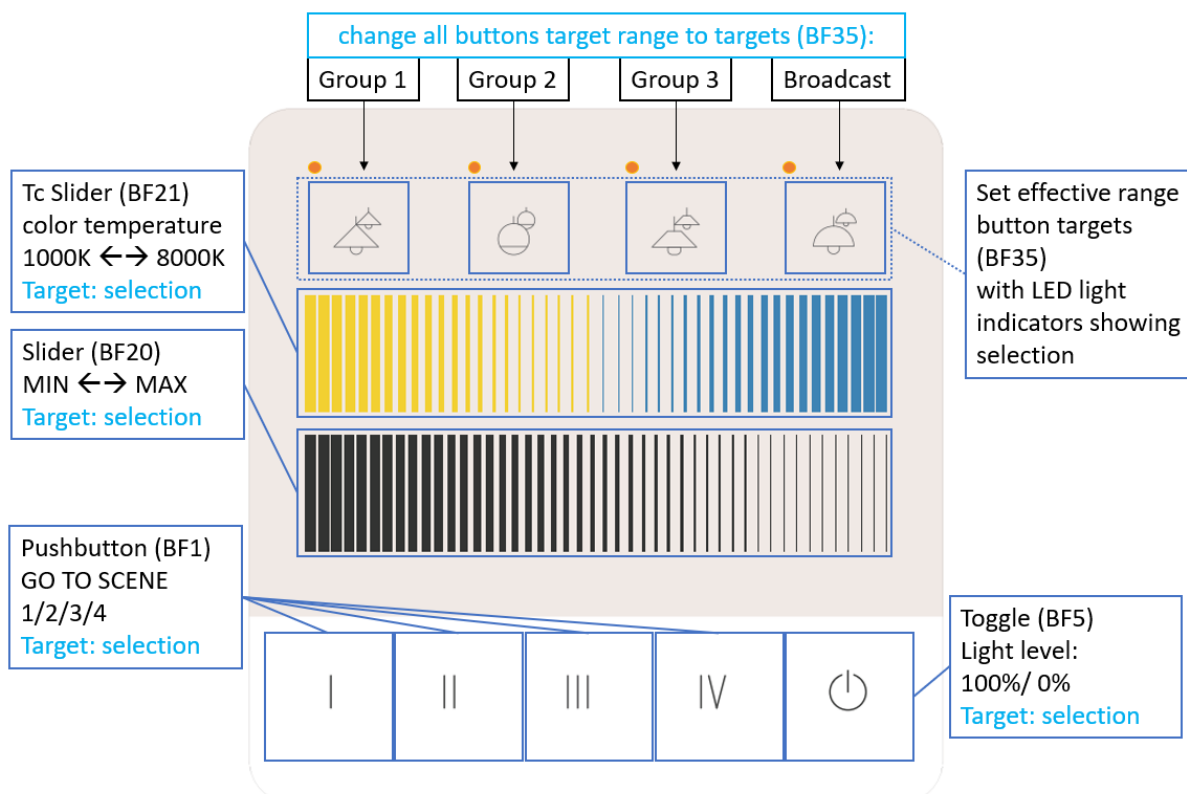 change all buttons target range to targets (BF35):
Group 1
Group 2
Group 3
Broadcast
Tc Slider (BF21)
color temperature
1000K ←→ 8000K
Target: selection
Slider (BF20)
MIN ←→ MAX
Target: selection
Pushbutton (BF1)
GO TO SCENE
1/2/3/4
Target: selection
Set effective range
button targets
(BF35)
with LED light
indicators showing
selection
Toggle (BF5)
Light level:
100%/ 0%
Target: selection
I
II
III
IV